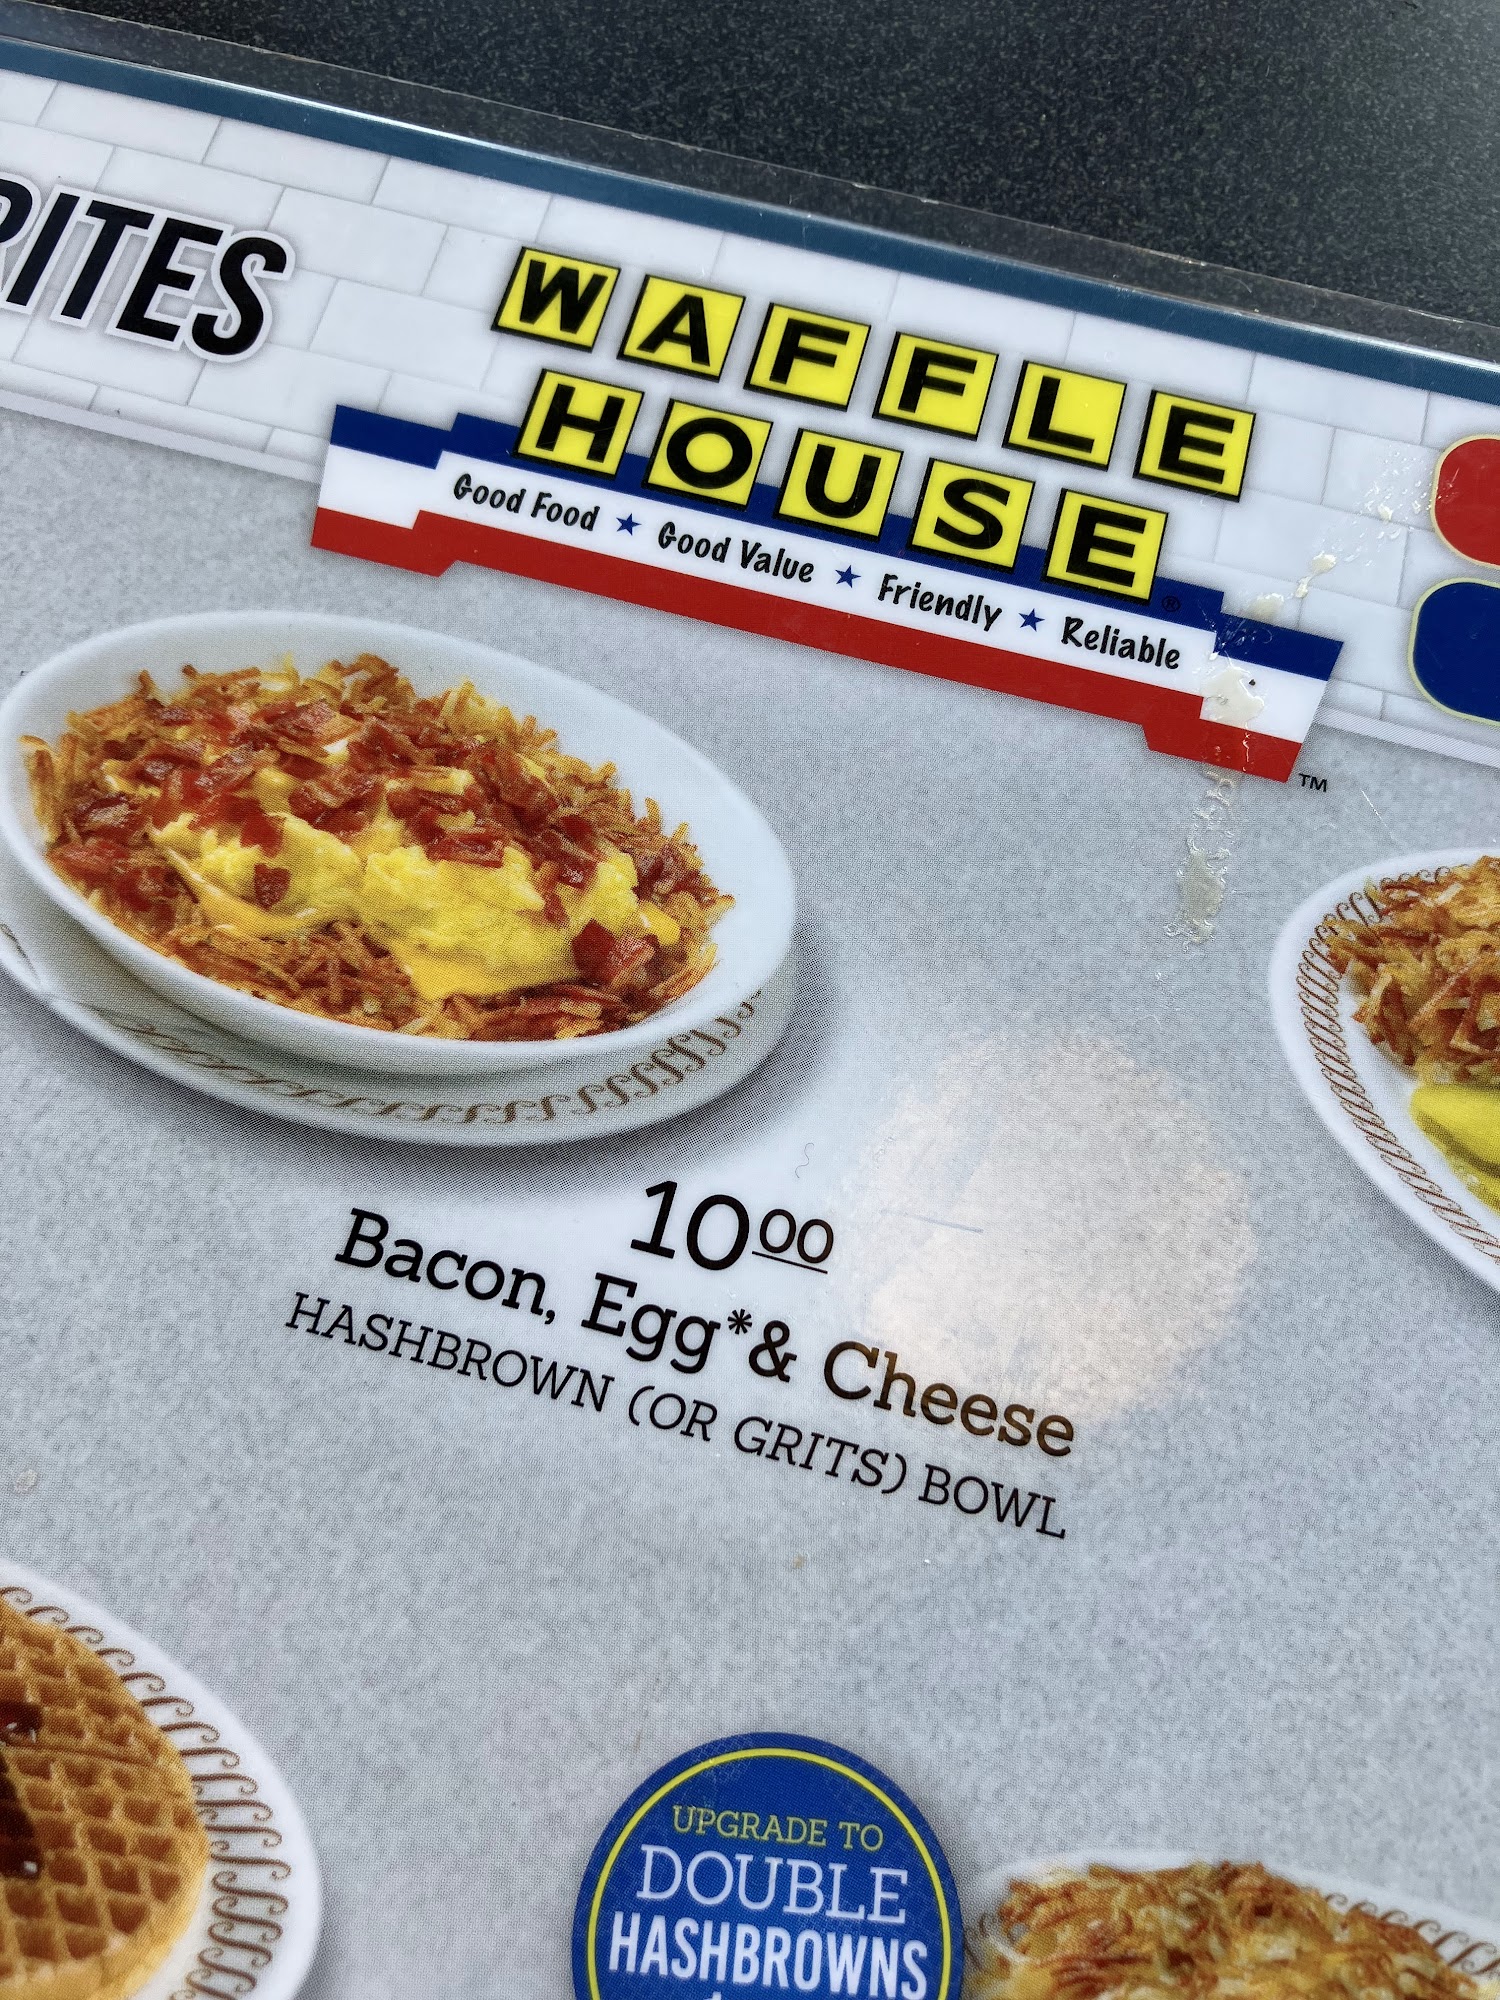 RITES
WAFFLE
HOUSE®
Good Food ★ Good Value ★ Friendly ★ Reliable
™
10 00
Bacon, Egg*& Cheese
HASHBROWN (OR GRITS) BOWL
UPGRADE TO
DOUBLE
HASHBROWNS